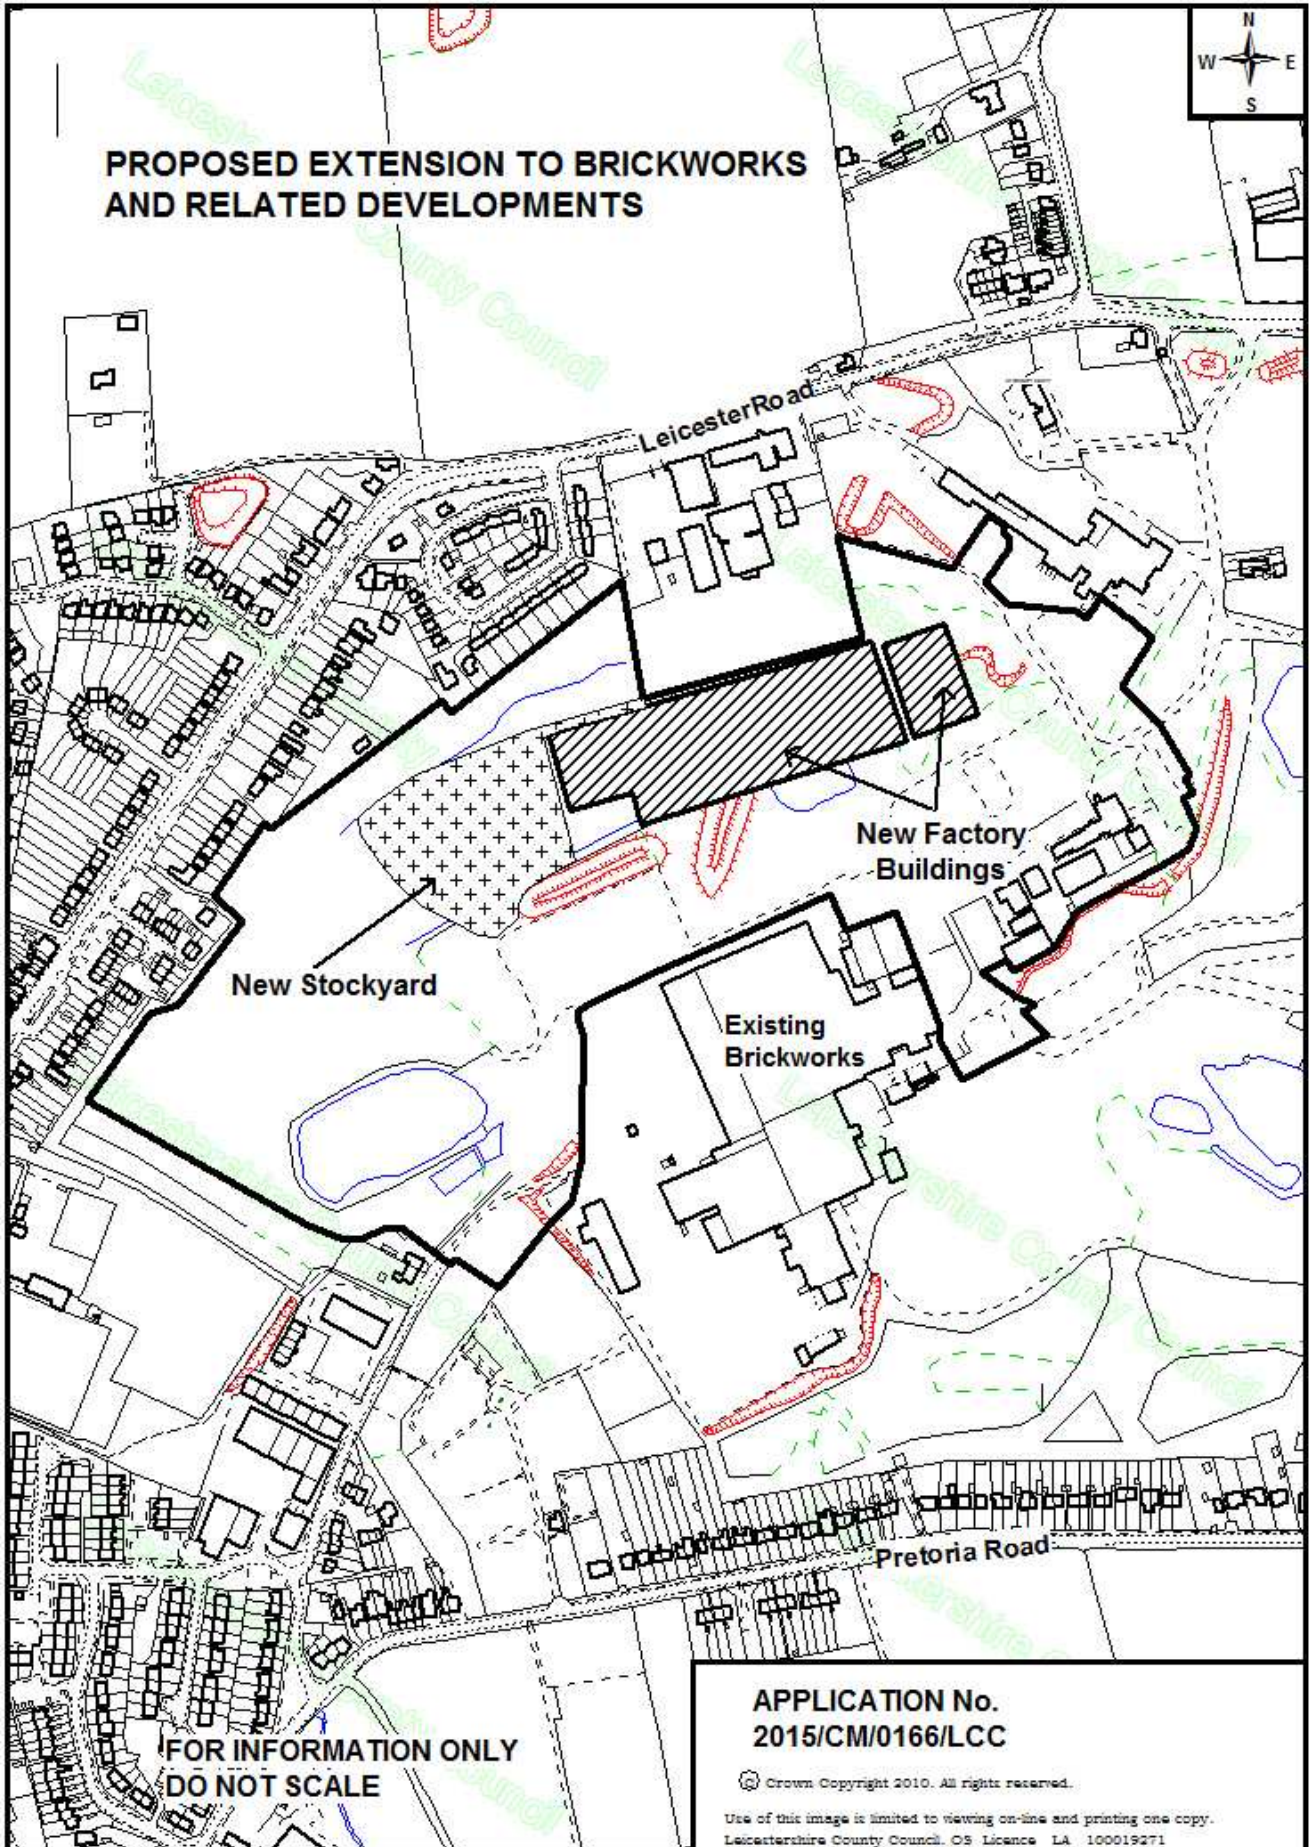 N
W E
S
PROPOSED EXTENSION TO BRICKWORKS
AND RELATED DEVELOPMENTS
Leicester Road
New Factory
Buildings
New Stockyard
Existing
Brickworks
Pretoria Road
FOR INFORMATION ONLY
DO NOT SCALE
APPLICATION No.
2015/CM/0166/LCC
© Crown Copyright 2010. All rights reserved.
Use of this image is limited to viewing on-line and printing one copy.
Leicestershire County Council. OS Licence LA 100019271